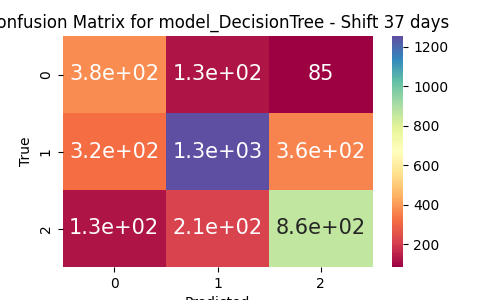 onfusion Matrix for model_DecisionTree - Shift 37 days
True
0 3.8e+02 1.3e+02 85
1 3.2e+02 1.3e+03 3.6e+02
2 1.3e+02 2.1e+02 8.6e+02
0 1 2
Predicted
1200
1000
800
600
400
200